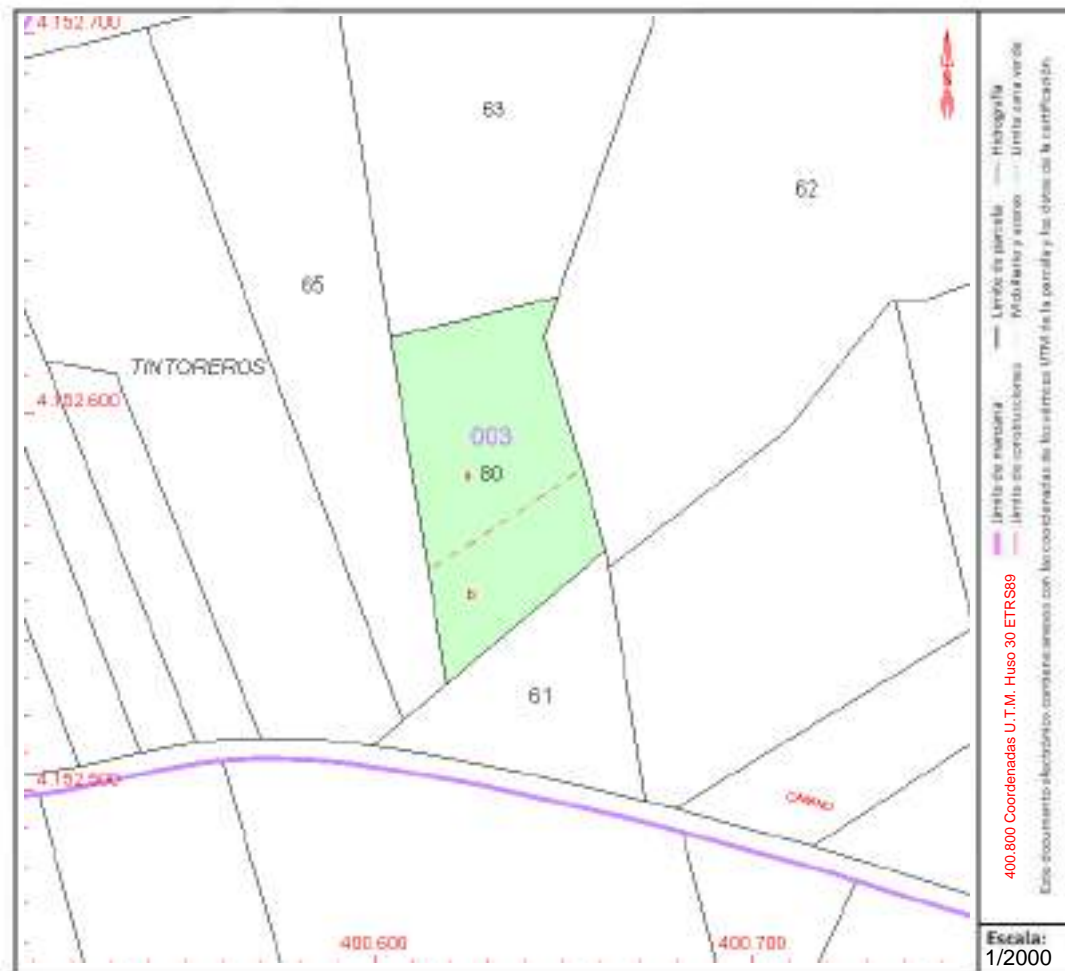 4.152.700
63
62
65
TINTOREROS
4.152.600
003
a 80
b
61
4.152.500
CAMINO
400.600
400.700
Límite de manzana
Límite de parcela
Hidrografía
Límite de construcciones
Mobiliario y aceras
Límite zona verde
400.800 Coordenadas U.T.M. Huso 30 ETRS89
Este documento electrónico contiene anexos con las coordenadas de los vértices UTM de la parcela y los datos de la certificación.
Escala:
1/2000